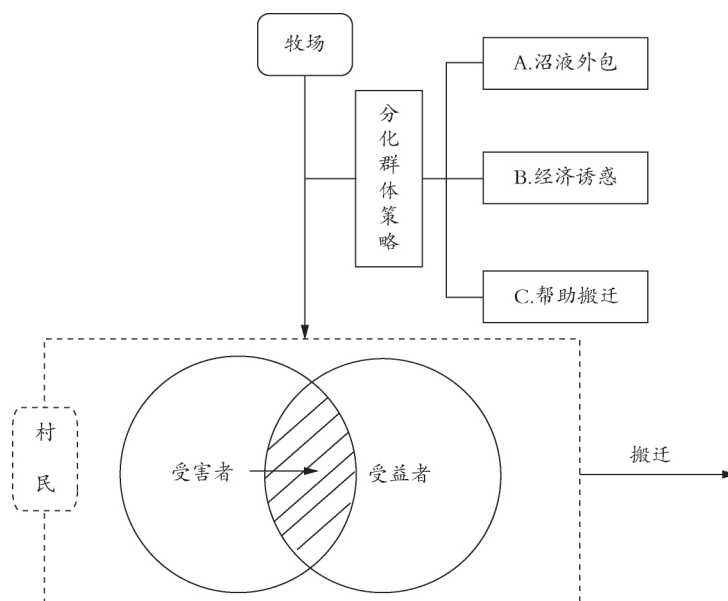 牧场
分化群体策略
A.沼液外包
B.经济诱惑
C.帮助搬迁
村民
受害者
受益者
搬迁